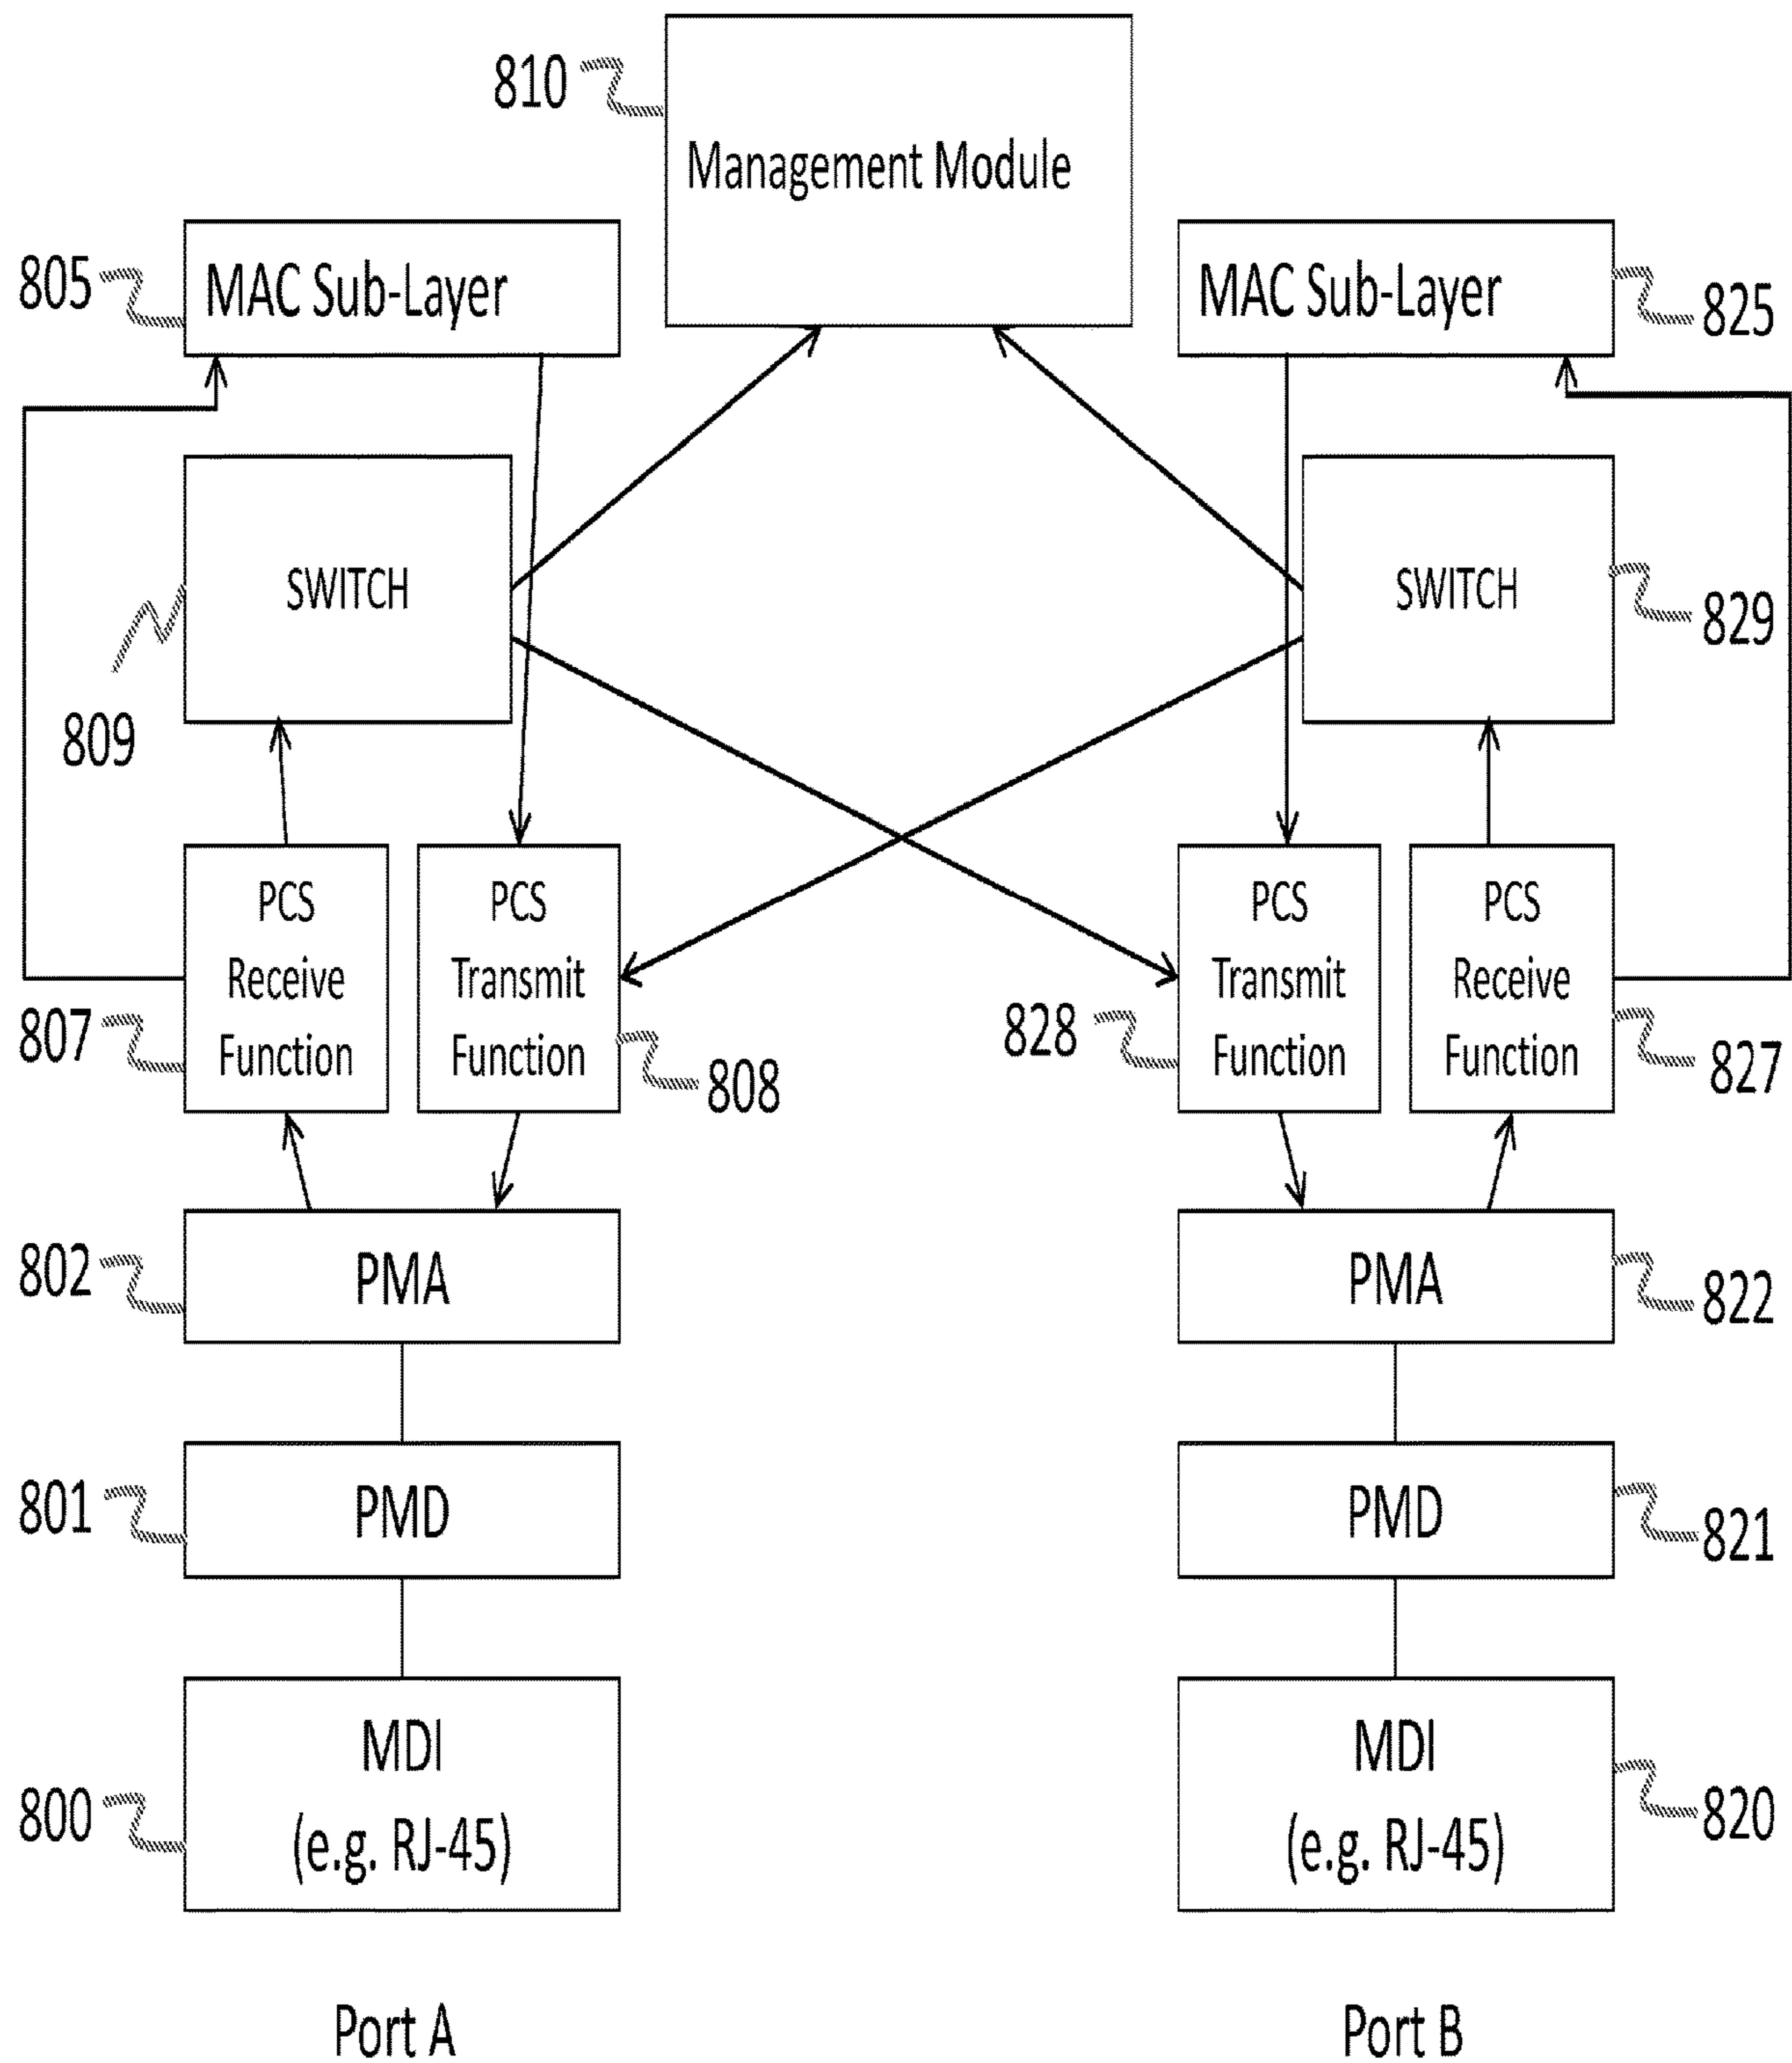 810
Management Module
805
MAC Sub-Layer
MAC Sub-Layer
825
SWITCH
SWITCH
829
809
PCS
Receive
Function
PCS
Transmit
Function
PCS
Transmit
Function
PCS
Receive
Function
807
808
828
827
802
PMA
PMA
822
801
PMD
PMD
821
800
MDI
(e.g. RJ-45)
MDI
(e.g. RJ-45)
820
Port A
Port B